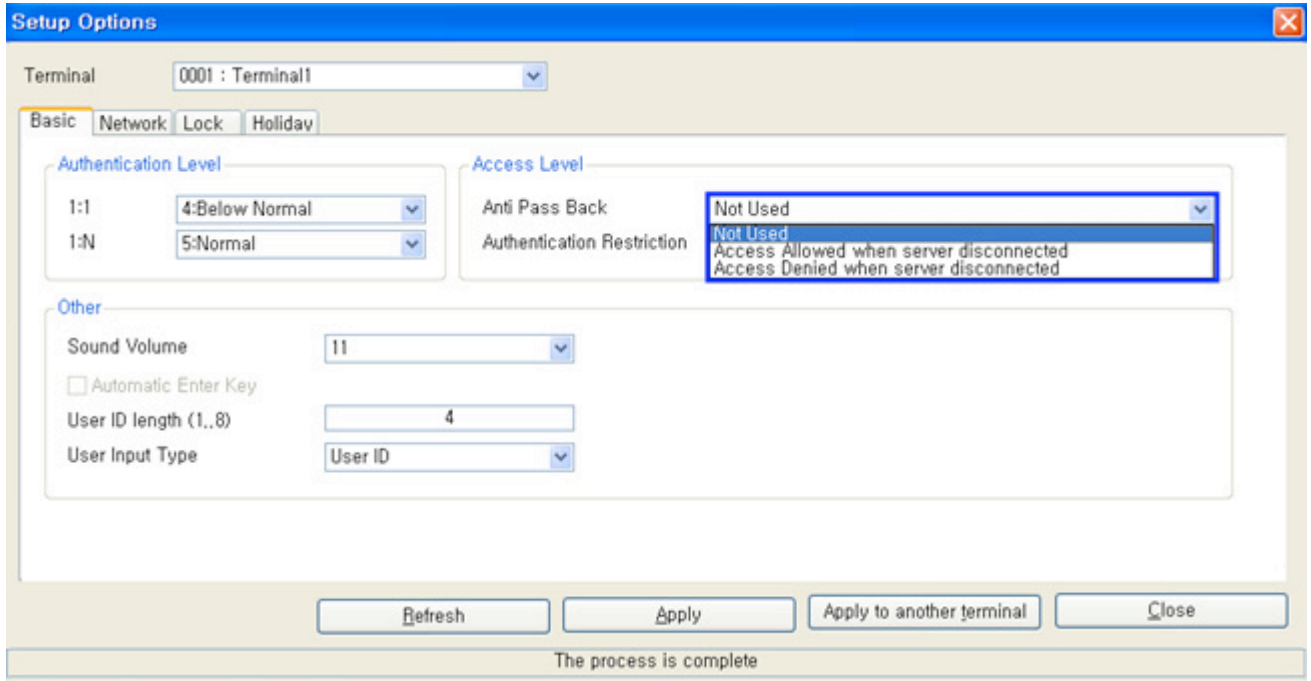 Setup Options
Terminal 0001 : Terminal1
Basic Network Lock Holiday
Authentication Level
1:1 4:Below Normal
1:N 5:Normal
Access Level
Anti Pass Back Not Used
Not Used
Authentication Restriction
Access Allowed when server disconnected
Access Denied when server disconnected
Other
Sound Volume 11
Automatic Enter Key
User ID length (1..8) 4
User Input Type User ID
Refresh Apply Apply to another terminal Close
The process is complete